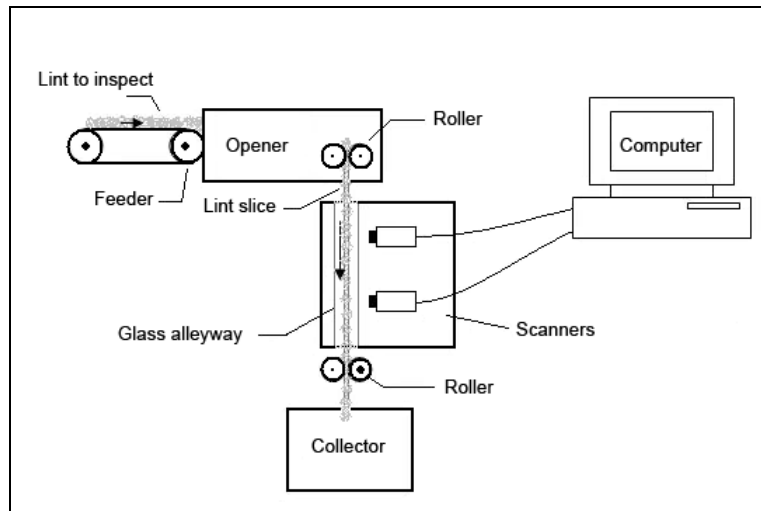 Lint to inspect
Opener
Roller
Computer
Feeder
Lint slice
Glass alleyway
Scanners
Roller
Collector